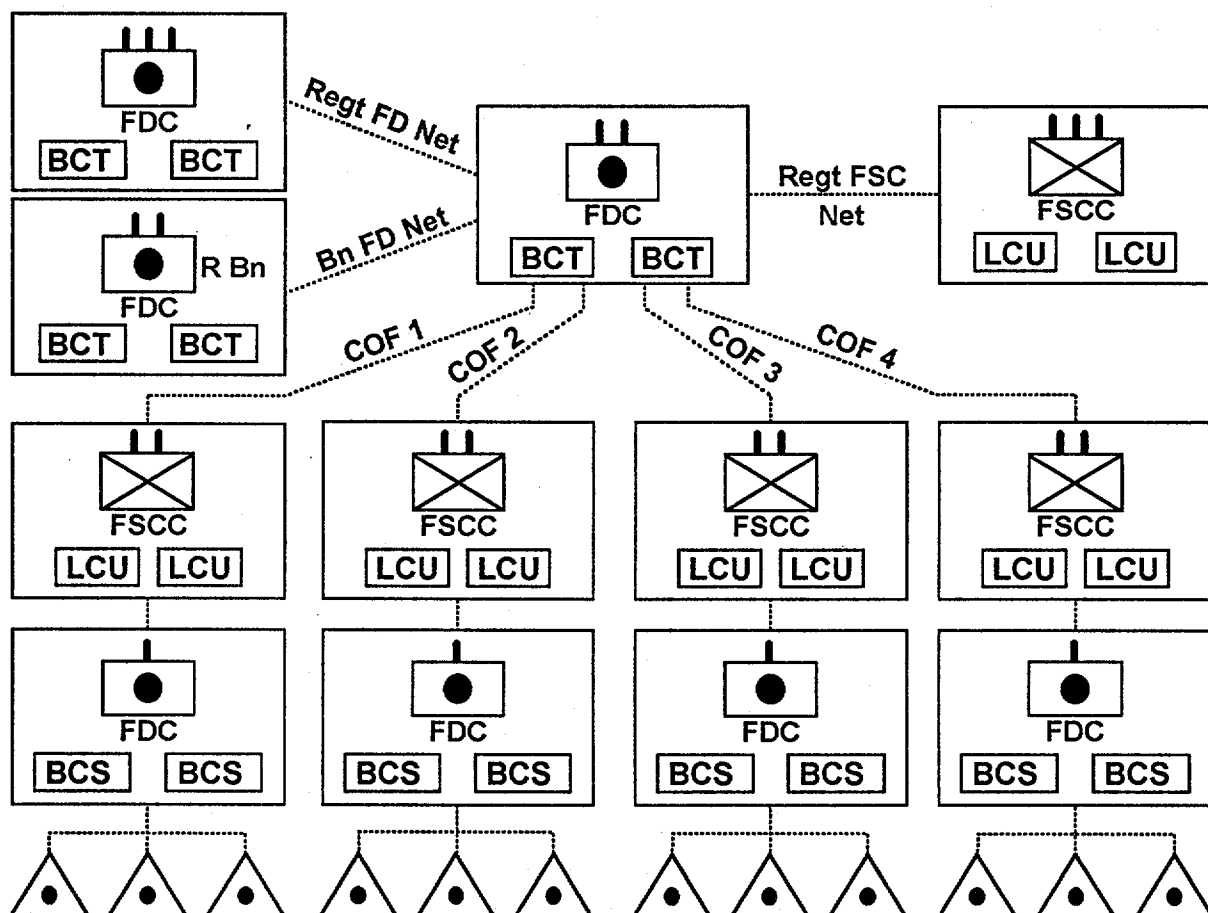 FDC
BCT BCT
Regt FD Net
FDC
BCT BCT
Regt FSC
Net
FSCC
LCU LCU
R Bn
FDC
BCT BCT
Bn FD Net
COF 1
COF 2
COF 3
COF 4
FSCC
LCU LCU
FSCC
LCU LCU
FSCC
LCU LCU
FSCC
LCU LCU
FDC
BCS BCS
FDC
BCS BCS
FDC
BCS BCS
FDC
BCS BCS